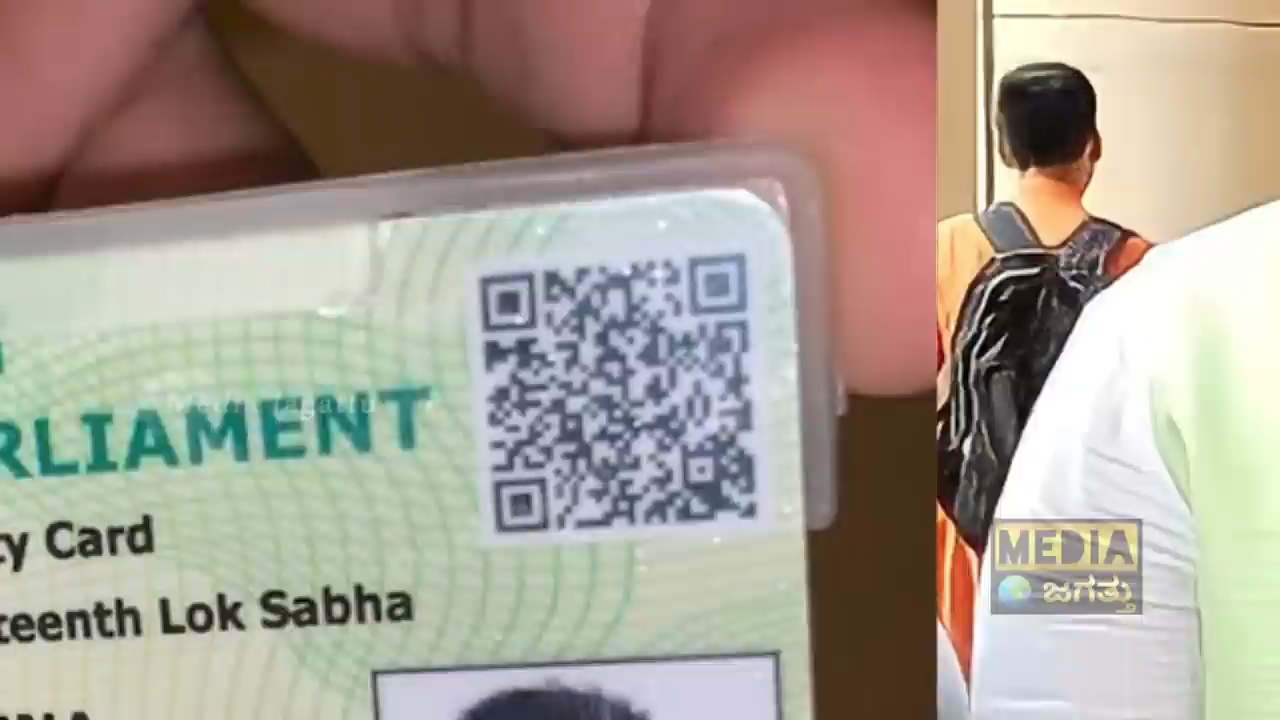 RLIAMENT
ty Card
teenth Lok Sabha
MEDIA
ಜಗತ್ತು